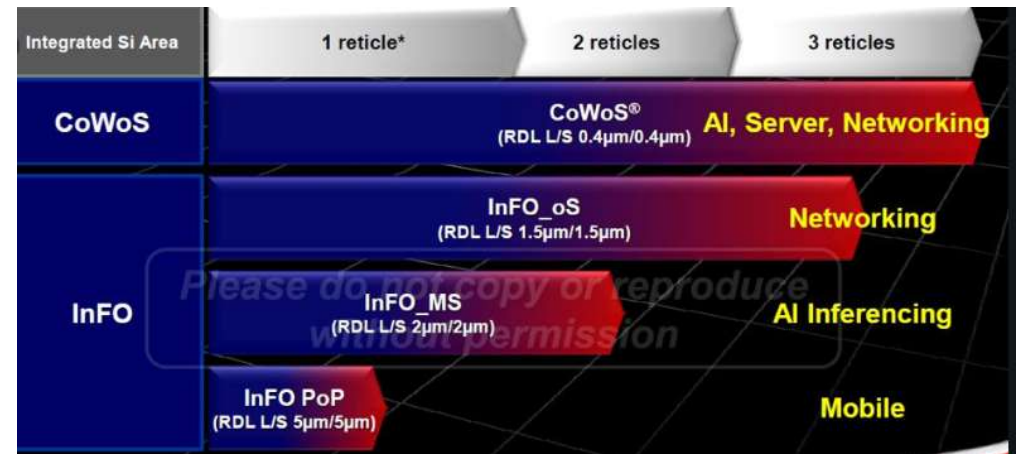 Integrated Si Area
1 reticle*
2 reticles
3 reticles
CoWoS
CoWoS®
(RDL L/S 0.4µm/0.4µm)
AI, Server, Networking
InFO
InFO_oS
(RDL L/S 1.5µm/1.5µm)
Networking
InFO_MS
(RDL L/S 2µm/2µm)
AI Inferencing
InFO PoP
(RDL L/S 5µm/5µm)
Mobile
Please do not copy or reproduce
without permission